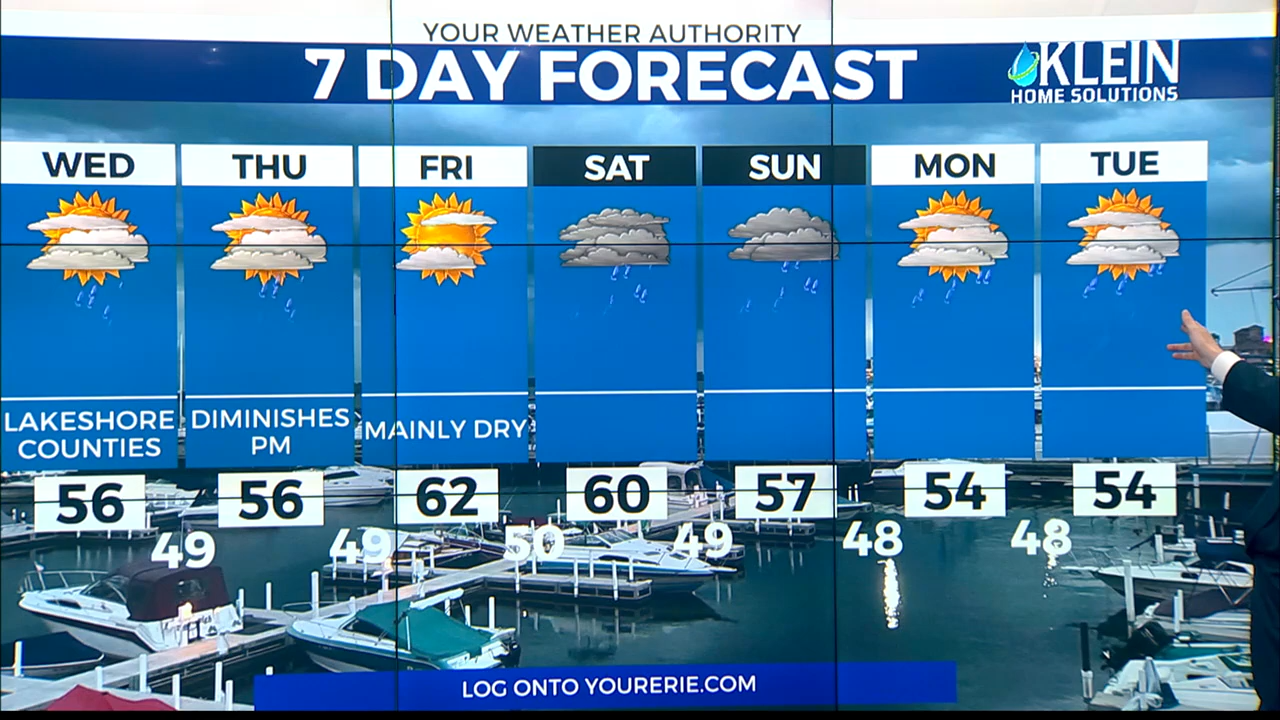 YOUR WEATHER AUTHORITY
7 DAY FORECAST
KLEIN
HOME SOLUTIONS
WED THU FRI SAT SUN MON TUE
LAKESHORE COUNTIES
DIMINISHES PM
MAINLY DRY
56 56 62 60 57 54 54
49 49 50 49 48 48
LOG ONTO YOURERIE.COM